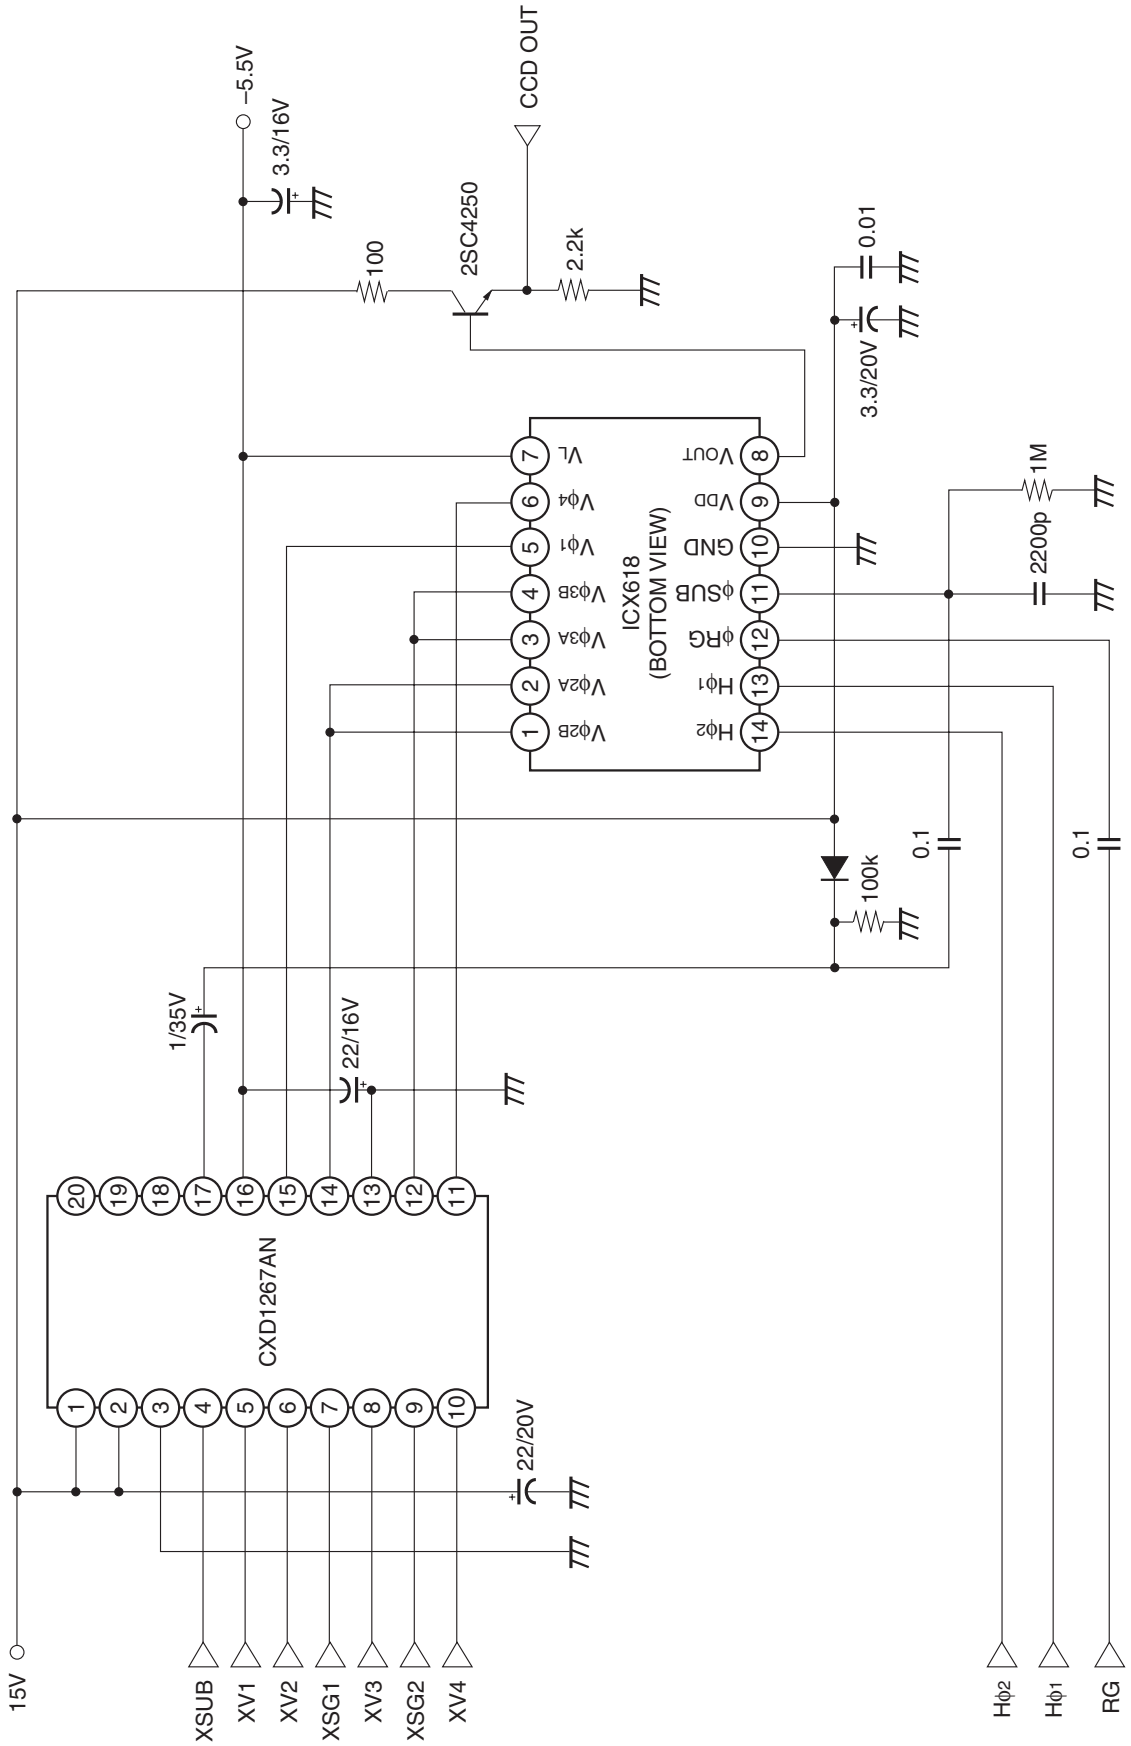 15V
XSUB
XV1
XV2
XSG1
XV3
XSG2
XV4
22/20V
1
2
3
4
5
6
7
8
9
10
CXD1267AN
20
19
18
17
16
15
14
13
12
11
1/35V
+
22/16V
+
+
–5.5V
3.3/16V
+
100
2SC4250
CCD OUT
2.2k
1
2
3
4
5
6
7
Vϕ2B
Vϕ2A
Vϕ3A
Vϕ3B
Vϕ1
Vϕ4
VL
ICX618
(BOTTOM VIEW)
Hϕ2
Hϕ1
ϕRG
ϕSUB
GND
VDD
VOUT
14
13
12
11
10
9
8
100k
3.3/20V
+
0.01
0.1
2200p
1M
0.1
Hϕ2
Hϕ1
RG